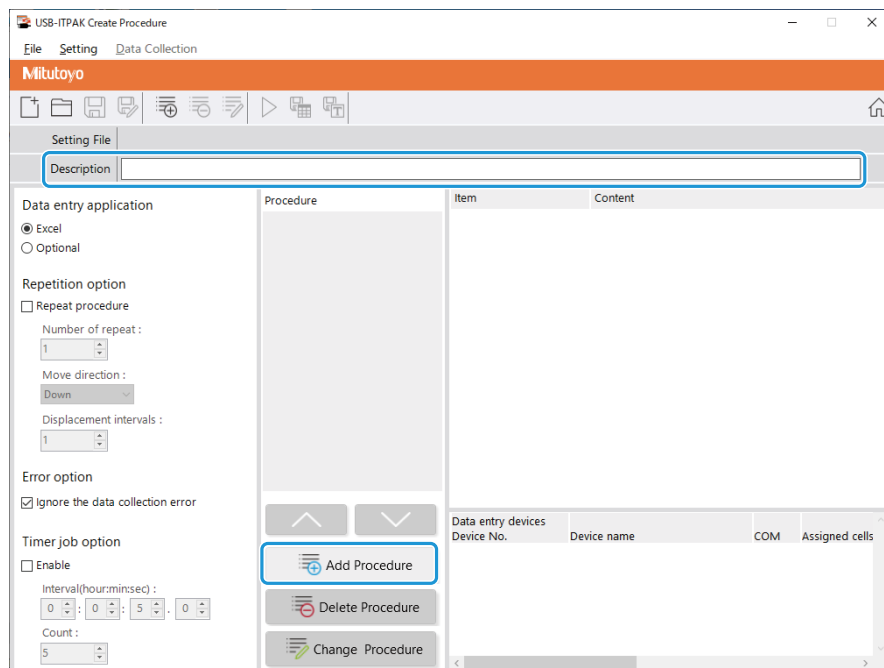 USB-ITPAK Create Procedure
File Setting Data Collection
Mitutoyo
Setting File
Description
Data entry application
Excel
Optional
Repetition option
Repeat procedure
Number of repeat :
1
Move direction :
Down
Displacement intervals :
1
Error option
Ignore the data collection error
Timer job option
Enable
Interval(hour:min:sec) :
0 : 0 : 5 . 0
Count :
5
Procedure
Add Procedure
Delete Procedure
Change Procedure
Item Content
Data entry devices
Device No. Device name COM Assigned cells